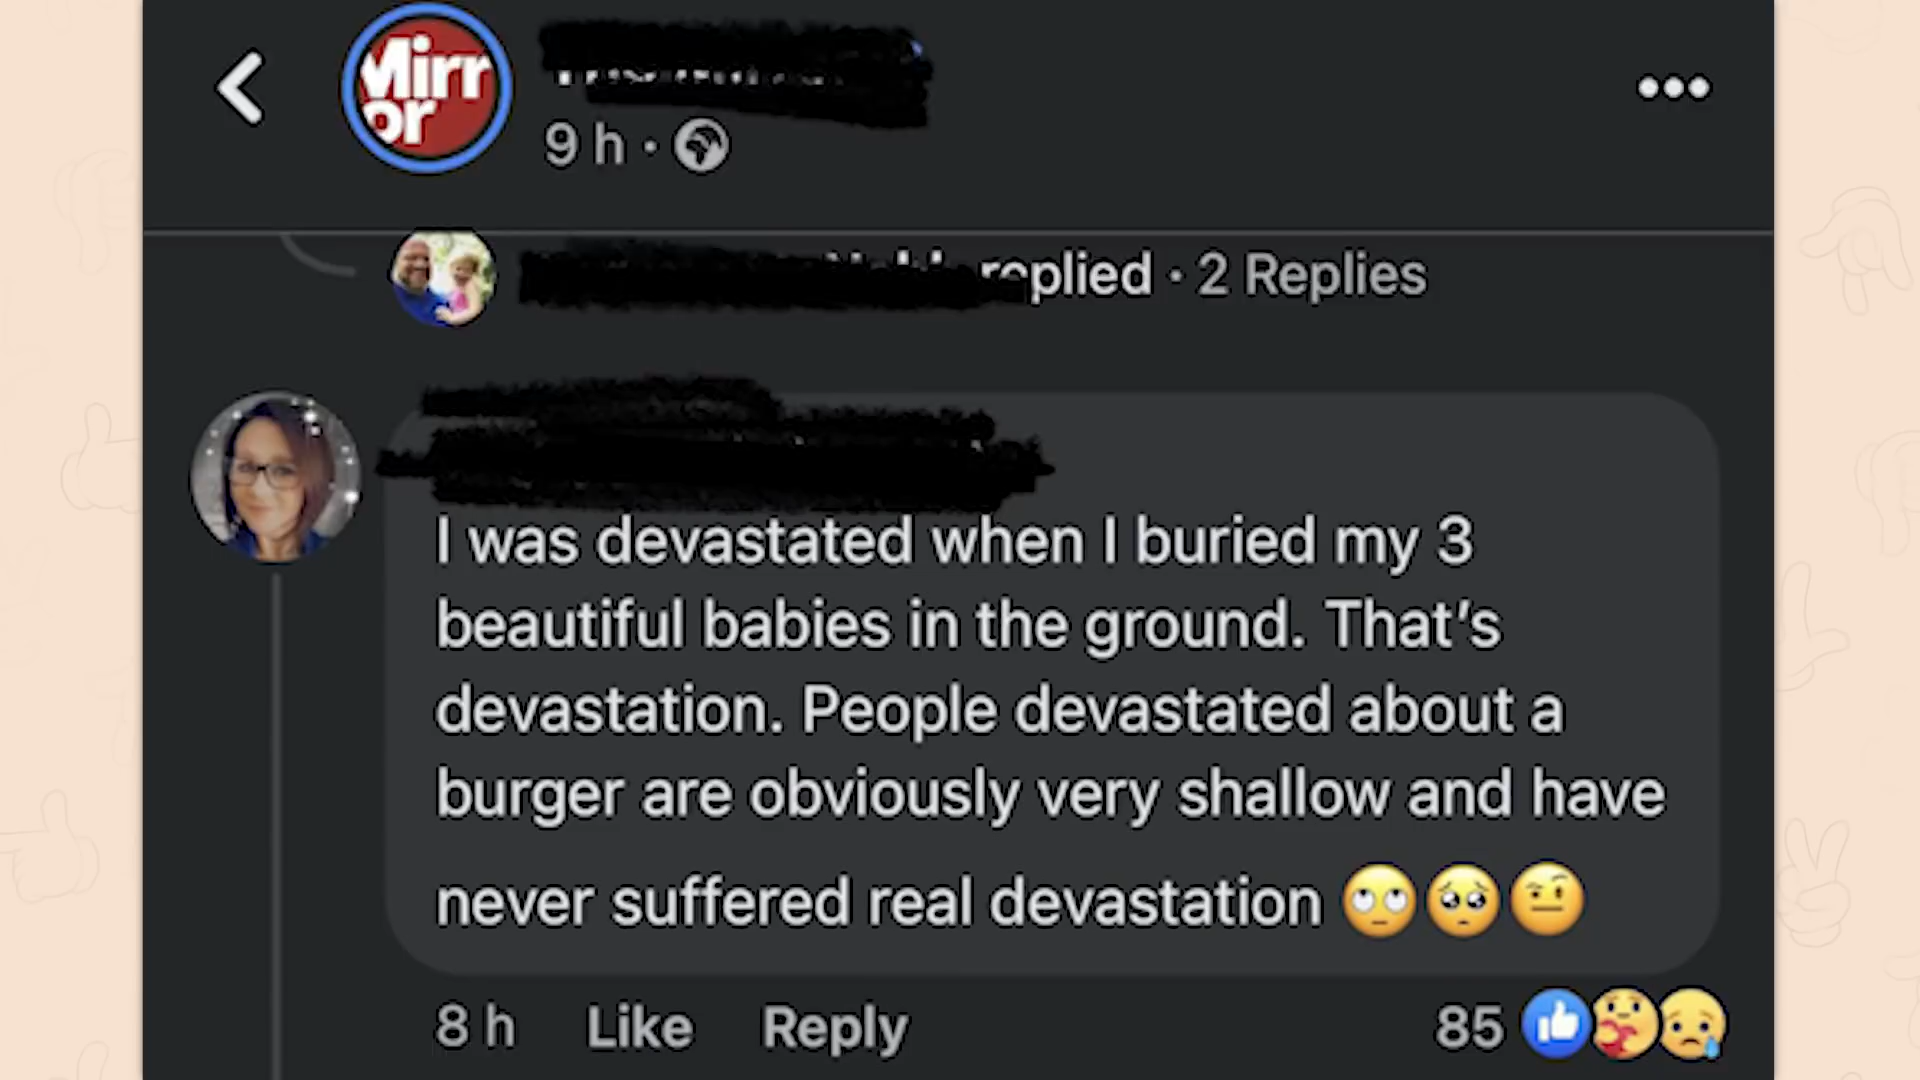 Mirr
or
9 h ·
replied · 2 Replies
I was devastated when I buried my 3
beautiful babies in the ground. That's
devastation. People devastated about a
burger are obviously very shallow and have
never suffered real devastation 🙄🥺🤨
8 h Like Reply 85